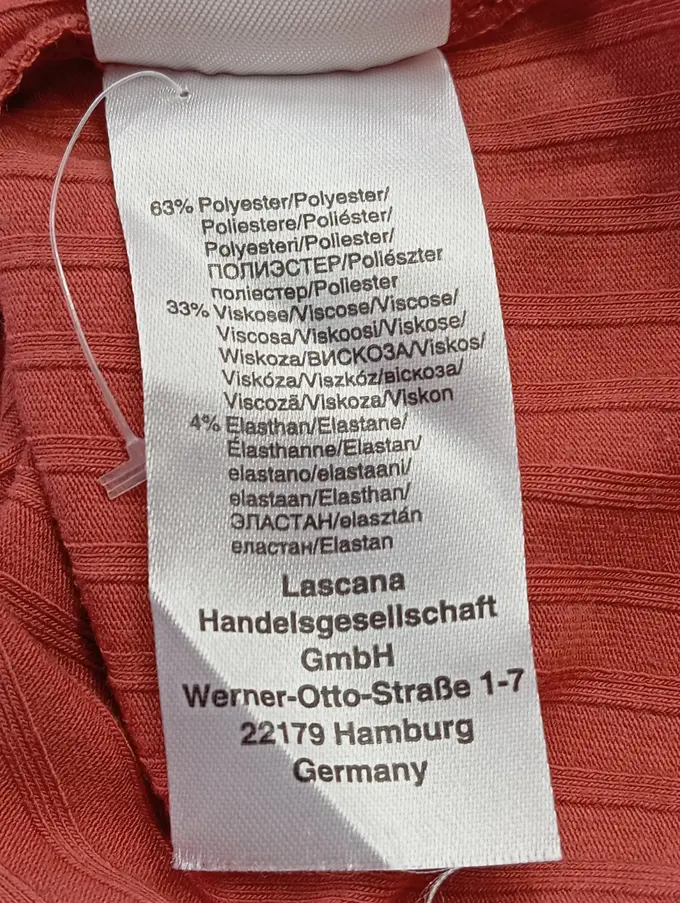 63% Polyester/Polyester/
Poliestere/Poliéster/
Polyesteri/Poliester/
ПОЛИЭСТЕР/Poliészter
поліестер/Poliester
33% Viskose/Viscose/Viscose/
Viscosa/Viskoosi/Viskose/
Wiskoza/ВИСКОЗА/Viskos/
Viskóza/Viszkóz/віскоза/
Viscoză/Viskoza/Viskon
4% Elasthan/Elastane/
Élasthanne/Elastan/
elastano/elastaani/
elastaan/Elasthan/
ЭЛАСТАН/elasztán
еластан/Elastan
Lascana
Handelsgesellschaft
GmbH
Werner-Otto-Straße 1-7
22179 Hamburg
Germany